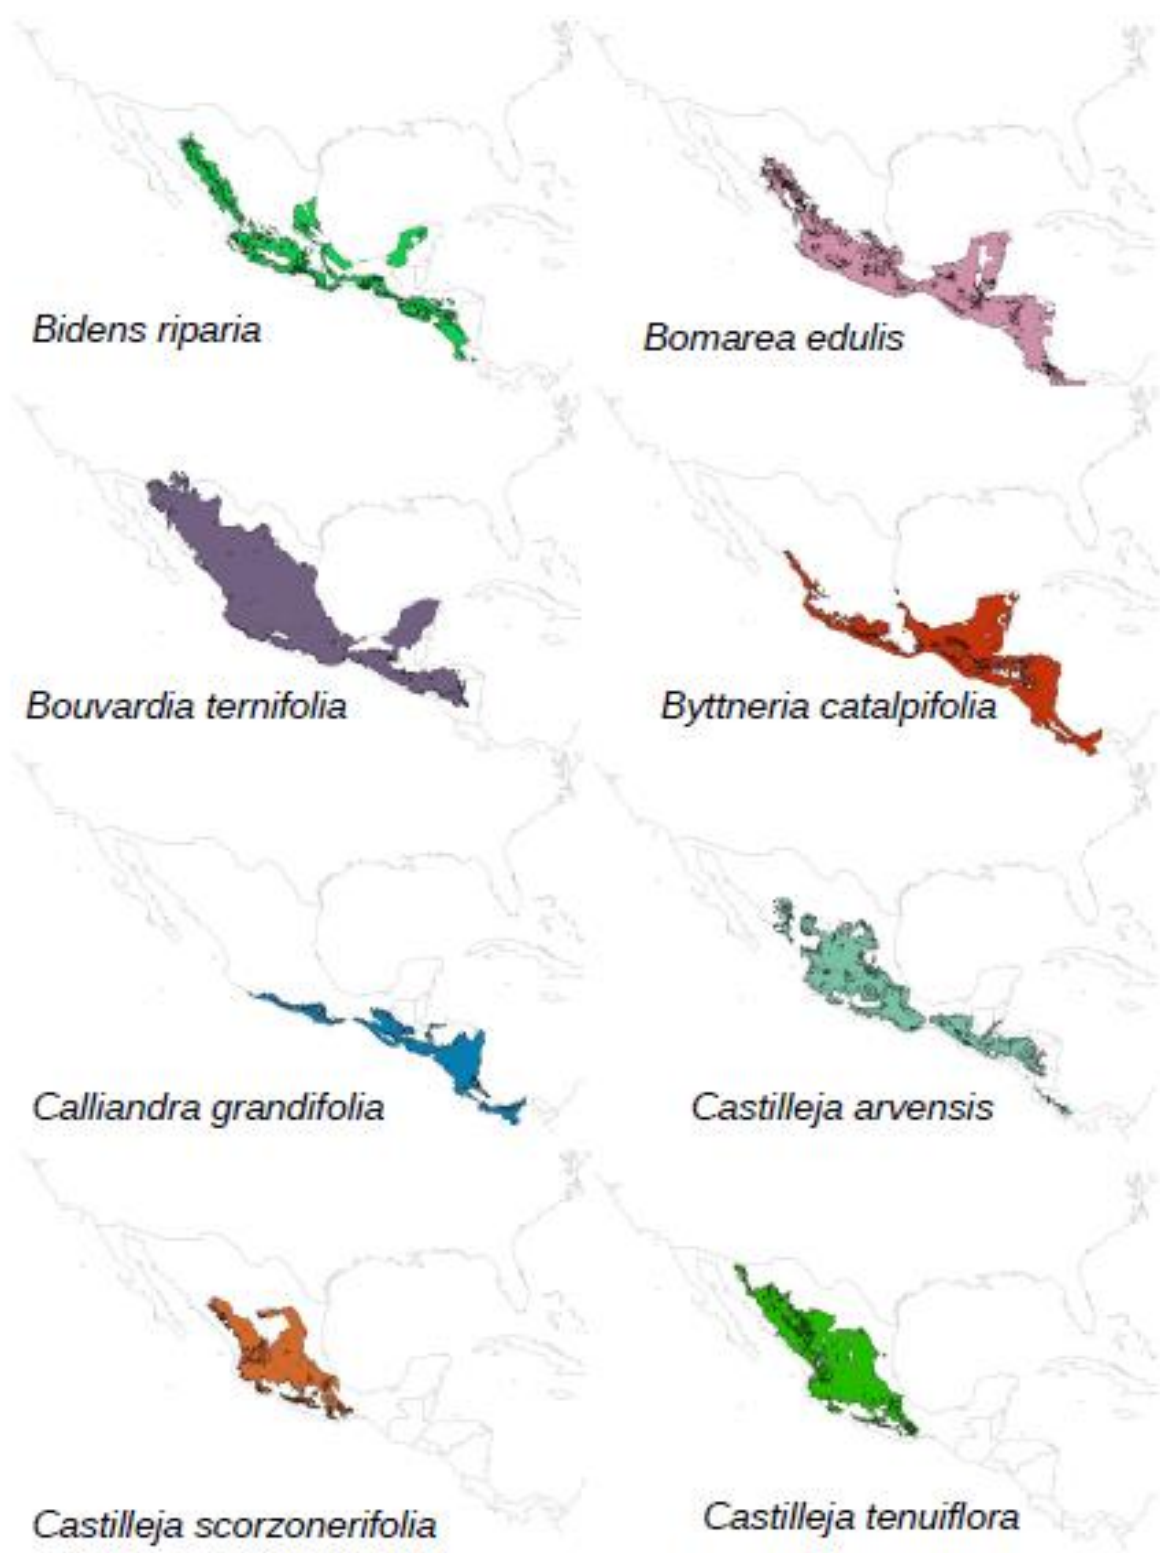 Bidens riparia
Bomarea edulis
Bouvardia ternifolia
Byttneria catalpifolia
Calliandra grandifolia
Castilleja arvensis
Castilleja scorzonerifolia
Castilleja tenuiflora